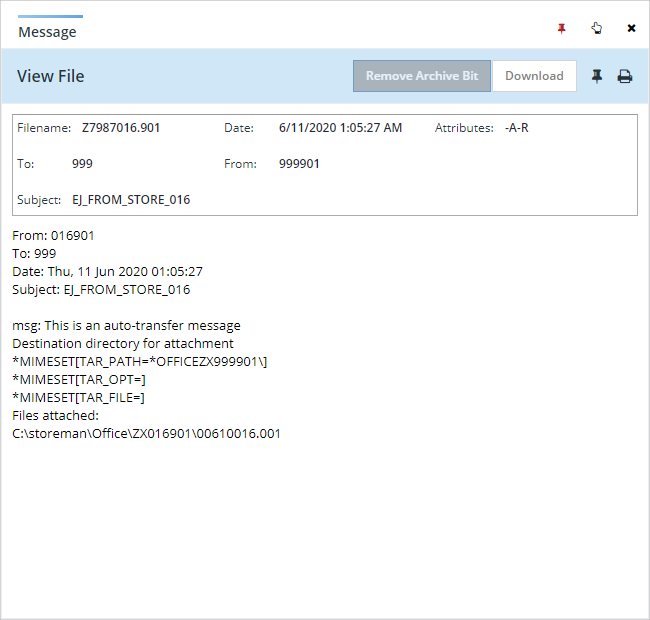 Message
View File Remove Archive Bit Download
Filename: Z7987016.901 Date: 6/11/2020 1:05:27 AM Attributes: -A-R
To: 999 From: 999901
Subject: EJ_FROM_STORE_016
From: 016901
To: 999
Date: Thu, 11 Jun 2020 01:05:27
Subject: EJ_FROM_STORE_016
msg: This is an auto-transfer message
Destination directory for attachment
*MIMESET[TAR_PATH=*OFFICEZX999901\]
*MIMESET[TAR_OPT=]
*MIMESET[TAR_FILE=]
Files attached:
C:\storeman\Office\ZX016901\00610016.001